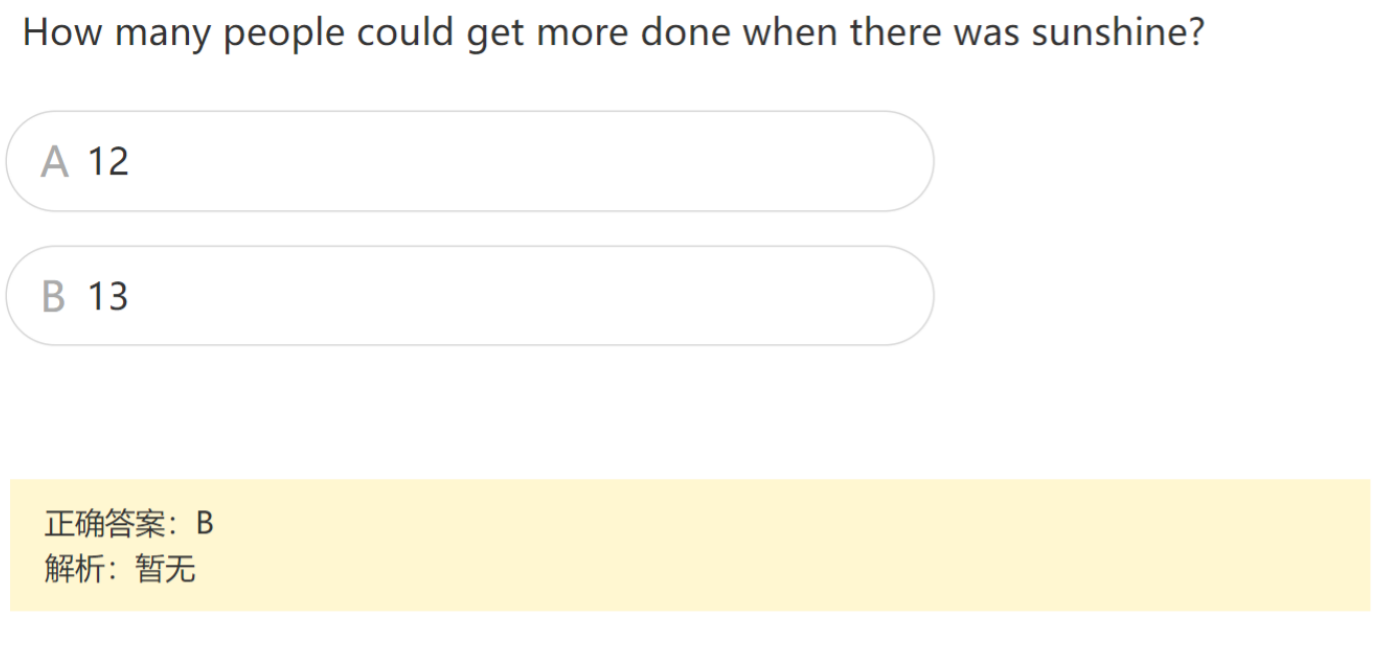 How many people could get more done when there was sunshine?
A 12
B 13
正确答案：B
解析：暂无